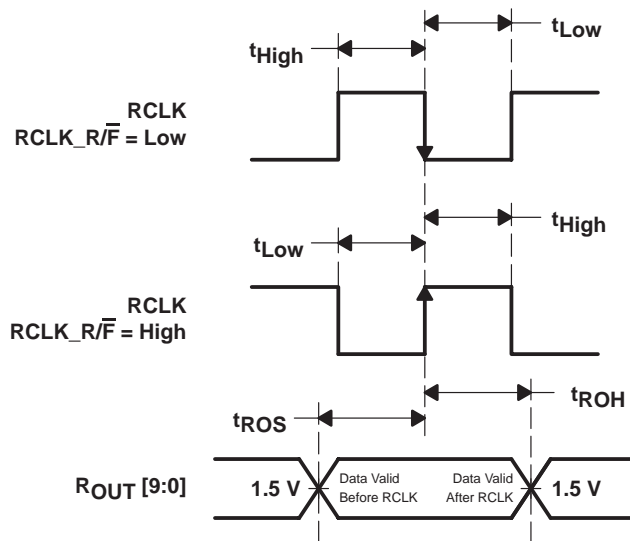 tLow
tHigh
RCLK
RCLK_R/F̅ = Low
tHigh
tLow
RCLK
RCLK_R/F̅ = High
tROH
tROS
ROUT [9:0]
1.5 V
Data Valid
Before RCLK
Data Valid
After RCLK
1.5 V